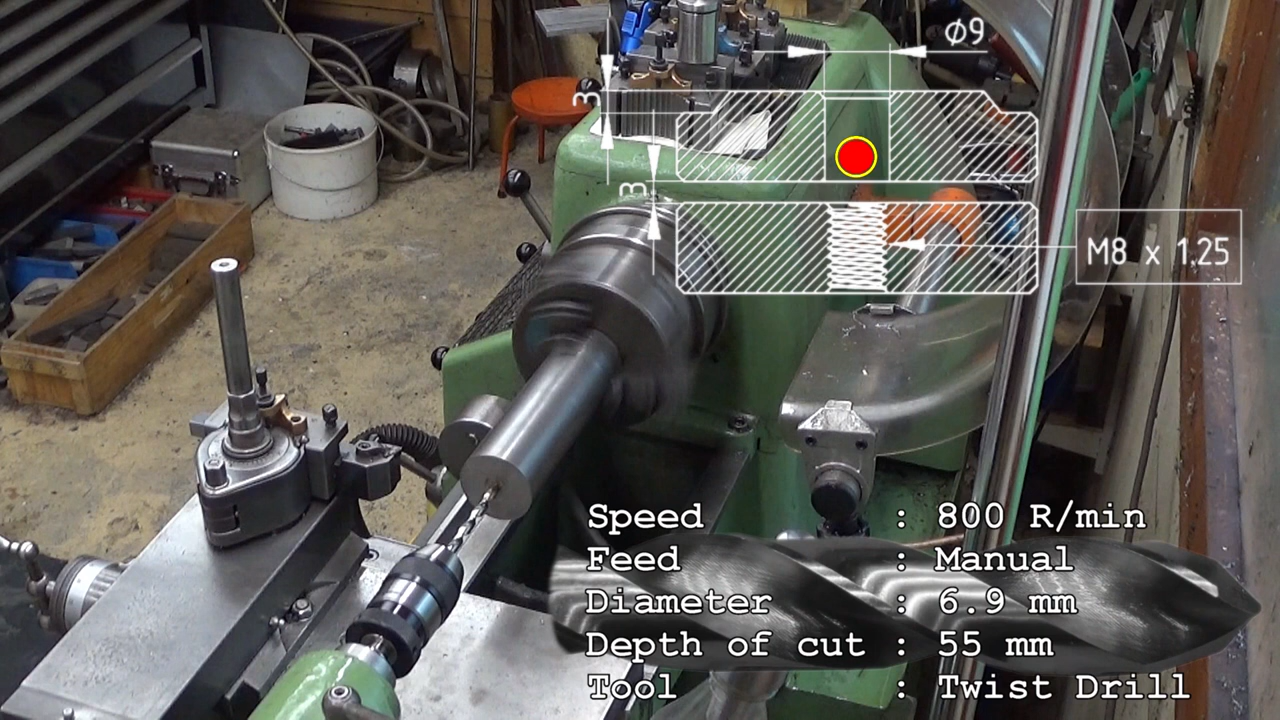 Ø9
3
3
M8 x 1.25
Speed : 800 R/min
Feed : Manual
Diameter : 6.9 mm
Depth of cut : 55 mm
Tool : Twist Drill